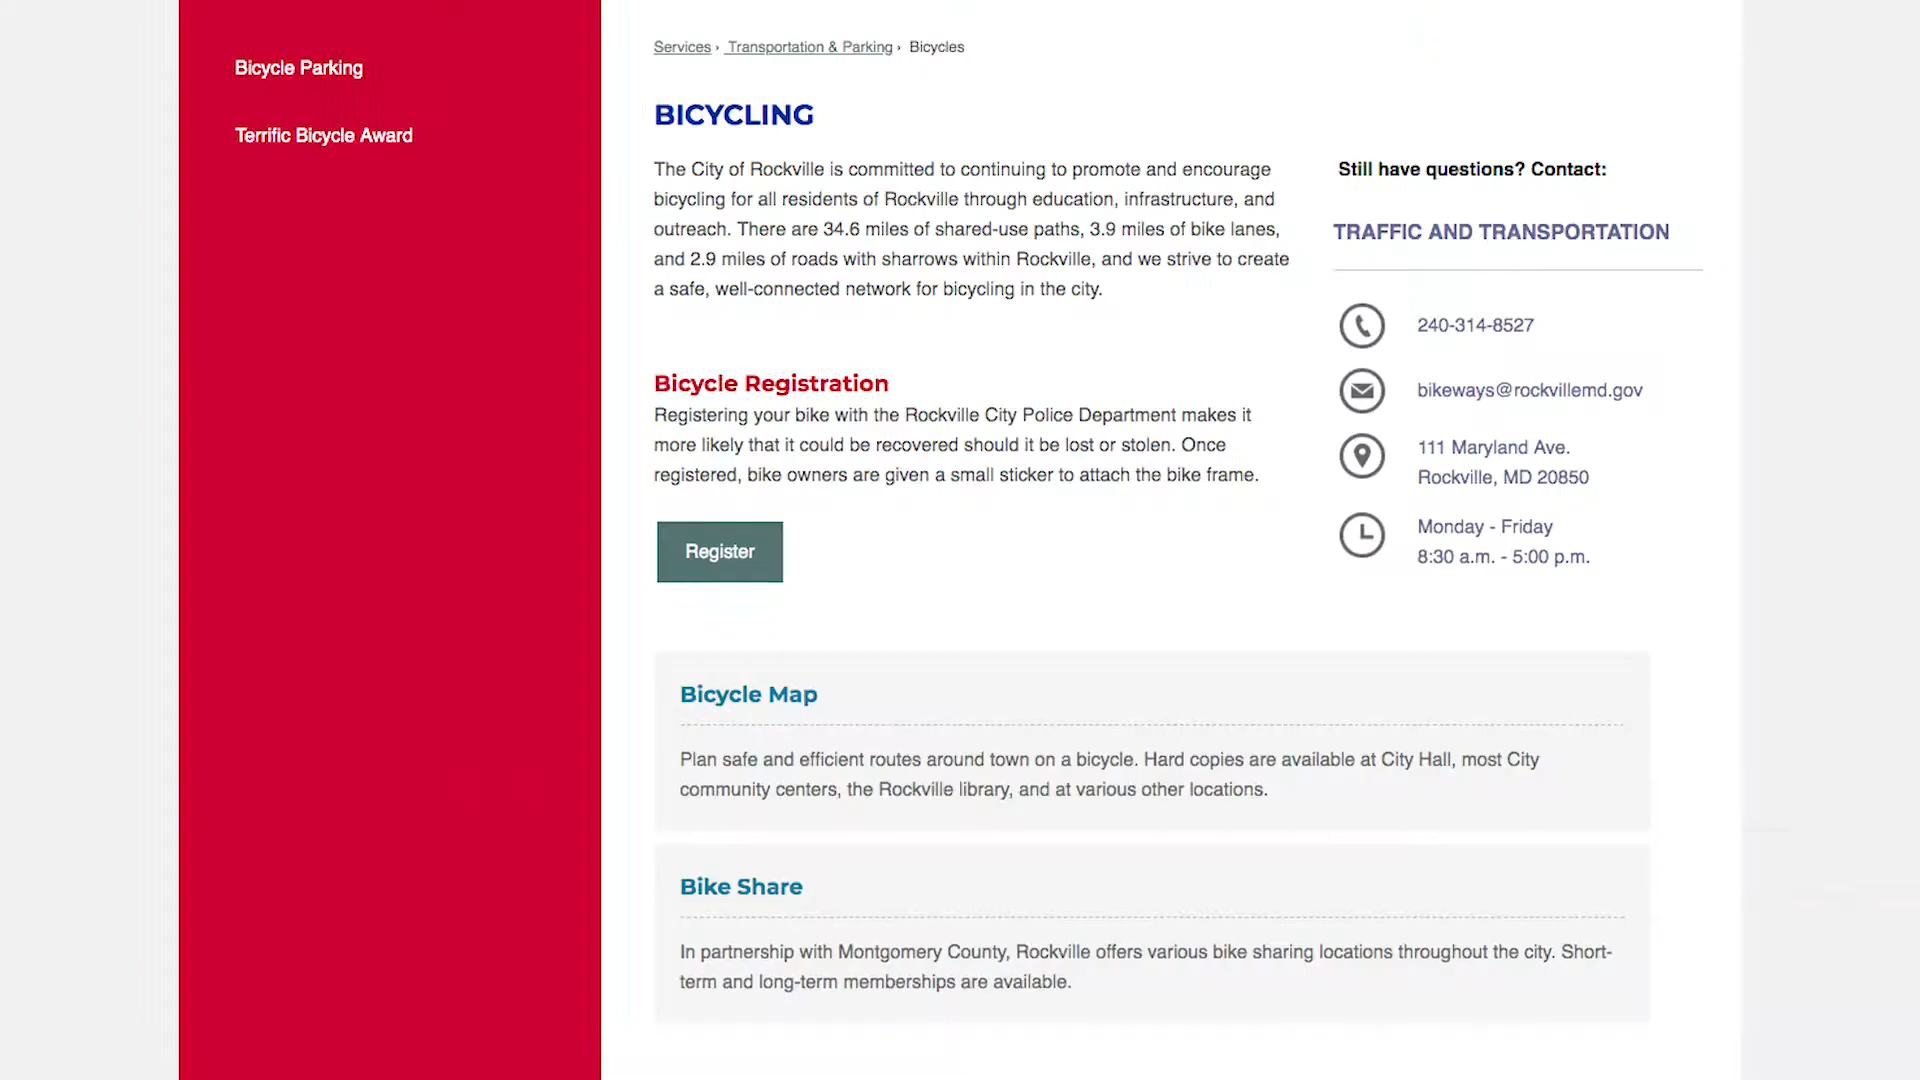 Bicycle Parking
Terrific Bicycle Award
Services › Transportation & Parking › Bicycles
BICYCLING
The City of Rockville is committed to continuing to promote and encourage
bicycling for all residents of Rockville through education, infrastructure, and
outreach. There are 34.6 miles of shared-use paths, 3.9 miles of bike lanes,
and 2.9 miles of roads with sharrows within Rockville, and we strive to create
a safe, well-connected network for bicycling in the city.
Bicycle Registration
Registering your bike with the Rockville City Police Department makes it
more likely that it could be recovered should it be lost or stolen. Once
registered, bike owners are given a small sticker to attach the bike frame.
Register
Still have questions? Contact:
TRAFFIC AND TRANSPORTATION
240-314-8527
bikeways@rockvillemd.gov
111 Maryland Ave.
Rockville, MD 20850
Monday - Friday
8:30 a.m. - 5:00 p.m.
Bicycle Map
Plan safe and efficient routes around town on a bicycle. Hard copies are available at City Hall, most City
community centers, the Rockville library, and at various other locations.
Bike Share
In partnership with Montgomery County, Rockville offers various bike sharing locations throughout the city. Short-
term and long-term memberships are available.